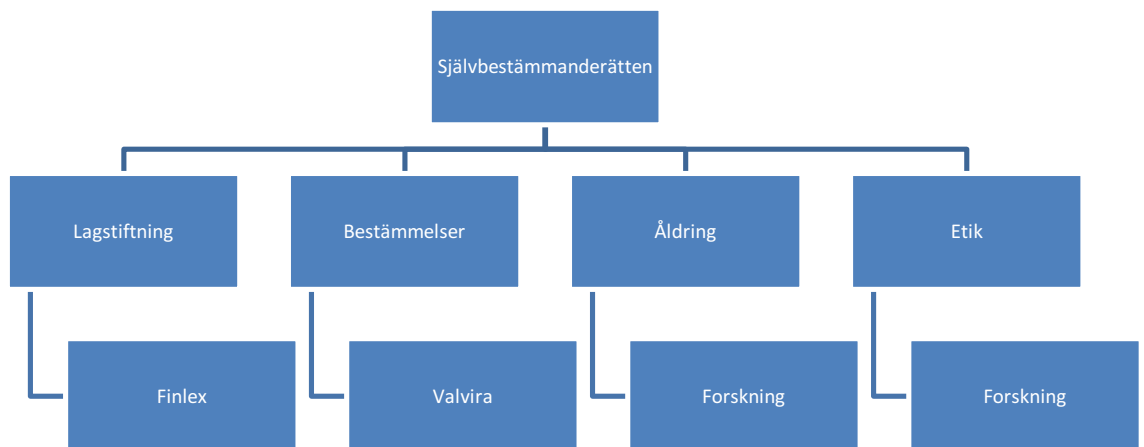 Självbestämmanderätten
Lagstiftning
Bestämmelser
Åldring
Etik
Finlex
Valvira
Forskning
Forskning